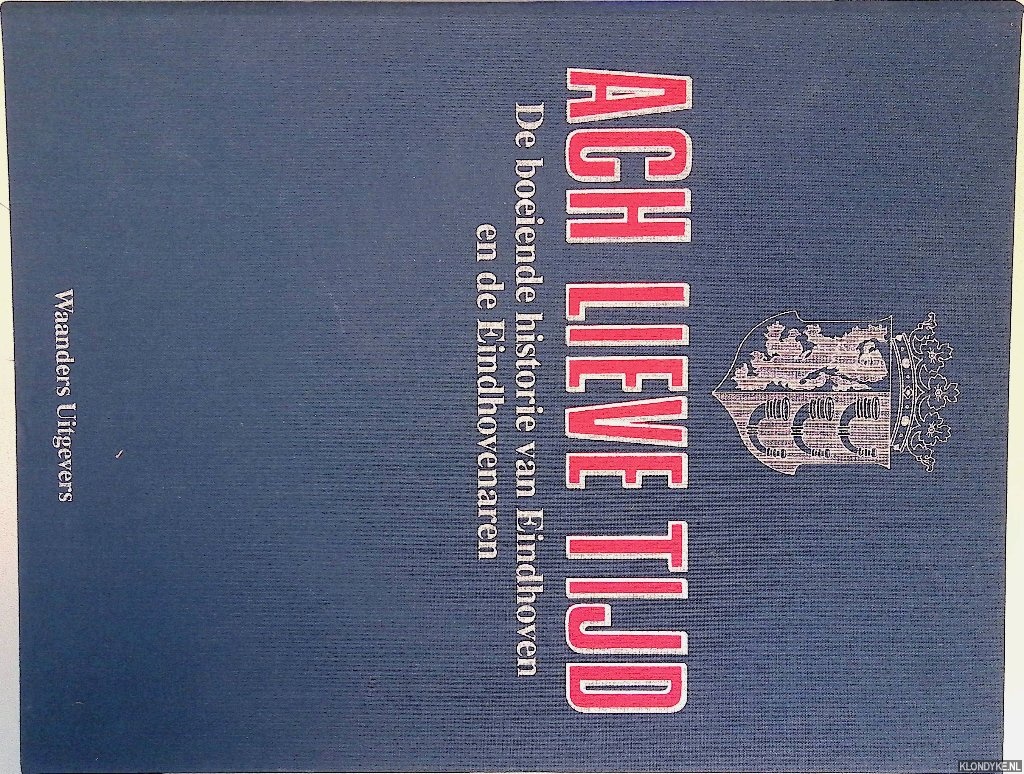 ACH LIEVE TIJD
De boeiende historie van Eindhoven
en de Eindhovenaren
Waanders Uitgevers
KLONDYKE.NL